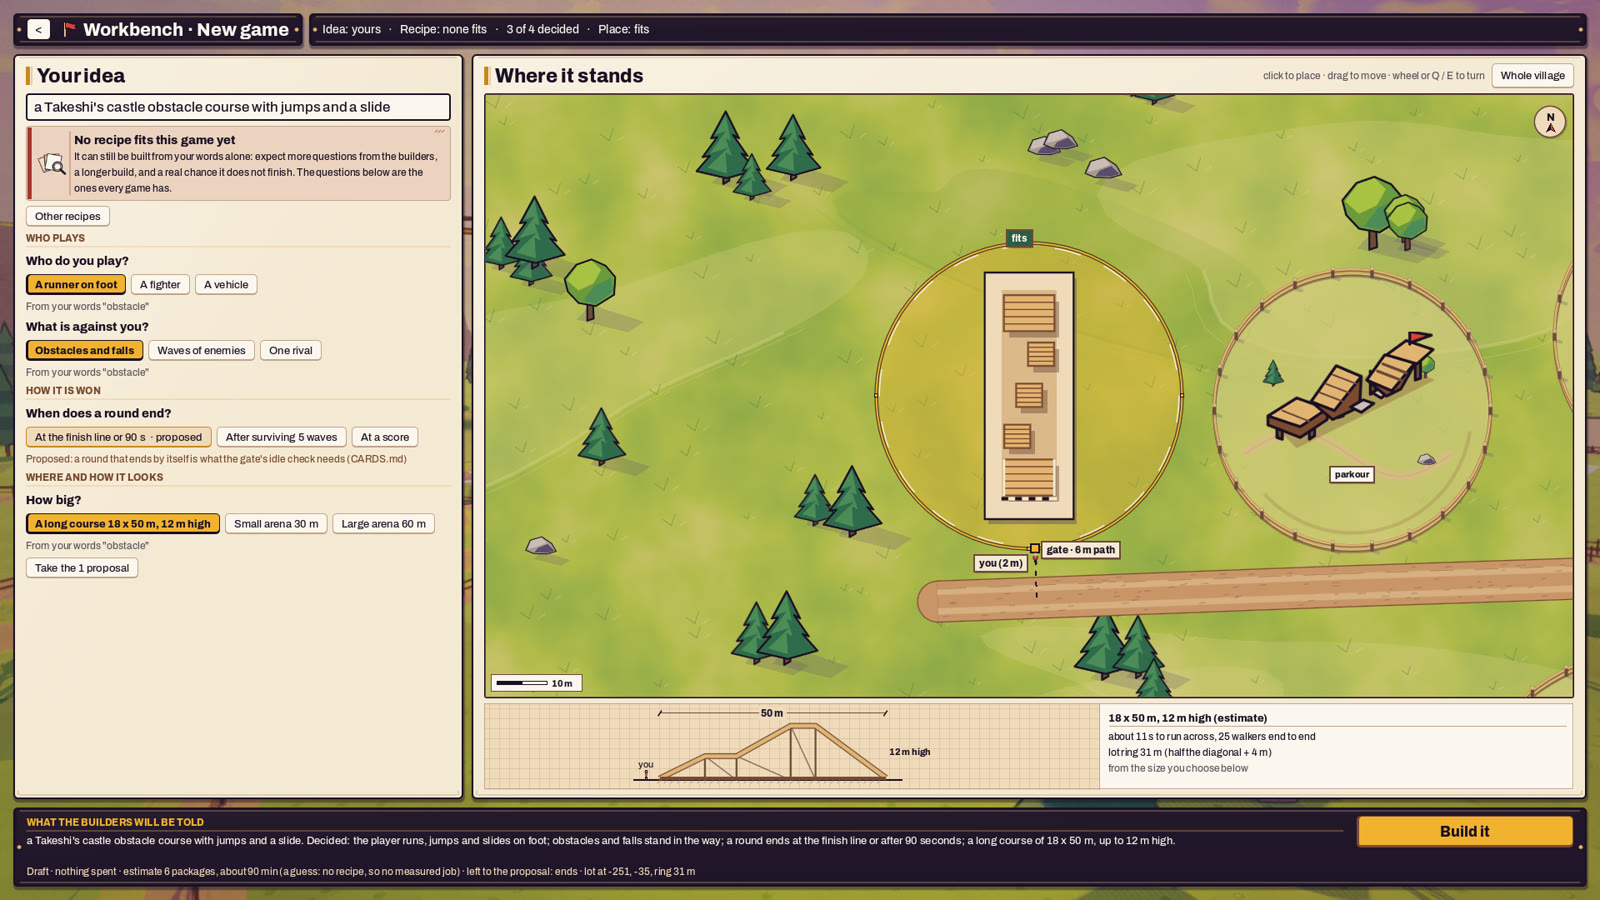 <
Workbench · New game
Idea: yours · Recipe: none fits · 3 of 4 decided · Place: fits
Your idea
a Takeshi's castle obstacle course with jumps and a slide
No recipe fits this game yet
It can still be built from your words alone: expect more questions from the builders,
a longer build, and a real chance it does not finish. The questions below are the
ones every game has.
Other recipes
WHO PLAYS
Who do you play?
A runner on foot
A fighter
A vehicle
From your words "obstacle"
What is against you?
Obstacles and falls
Waves of enemies
One rival
From your words "obstacle"
HOW IT IS WON
When does a round end?
At the finish line or 90 s · proposed
After surviving 5 waves
At a score
Proposed: a round that ends by itself is what the gate's idle check needs (CARDS.md)
WHERE AND HOW IT LOOKS
How big?
A long course 18 x 50 m, 12 m high
Small arena 30 m
Large arena 60 m
From your words "obstacle"
Take the 1 proposal
Where it stands
click to place · drag to move · wheel or Q / E to turn
Whole village
N
fits
parkour
gate · 6 m path
you (2 m)
10 m
50 m
12 m high
you
18 x 50 m, 12 m high (estimate)
about 11 s to run across, 25 walkers end to end
lot ring 31 m (half the diagonal + 4 m)
from the size you choose below
WHAT THE BUILDERS WILL BE TOLD
a Takeshi's castle obstacle course with jumps and a slide. Decided: the player runs, jumps and slides on foot; obstacles and falls stand in the way; a round ends at the finish line or after 90 seconds; a long course of 18 x 50 m, up to 12 m high.
Draft · nothing spent · estimate 6 packages, about 90 min (a guess: no recipe, so no measured job) · left to the proposal: ends · lot at -251, -35, ring 31 m
Build it